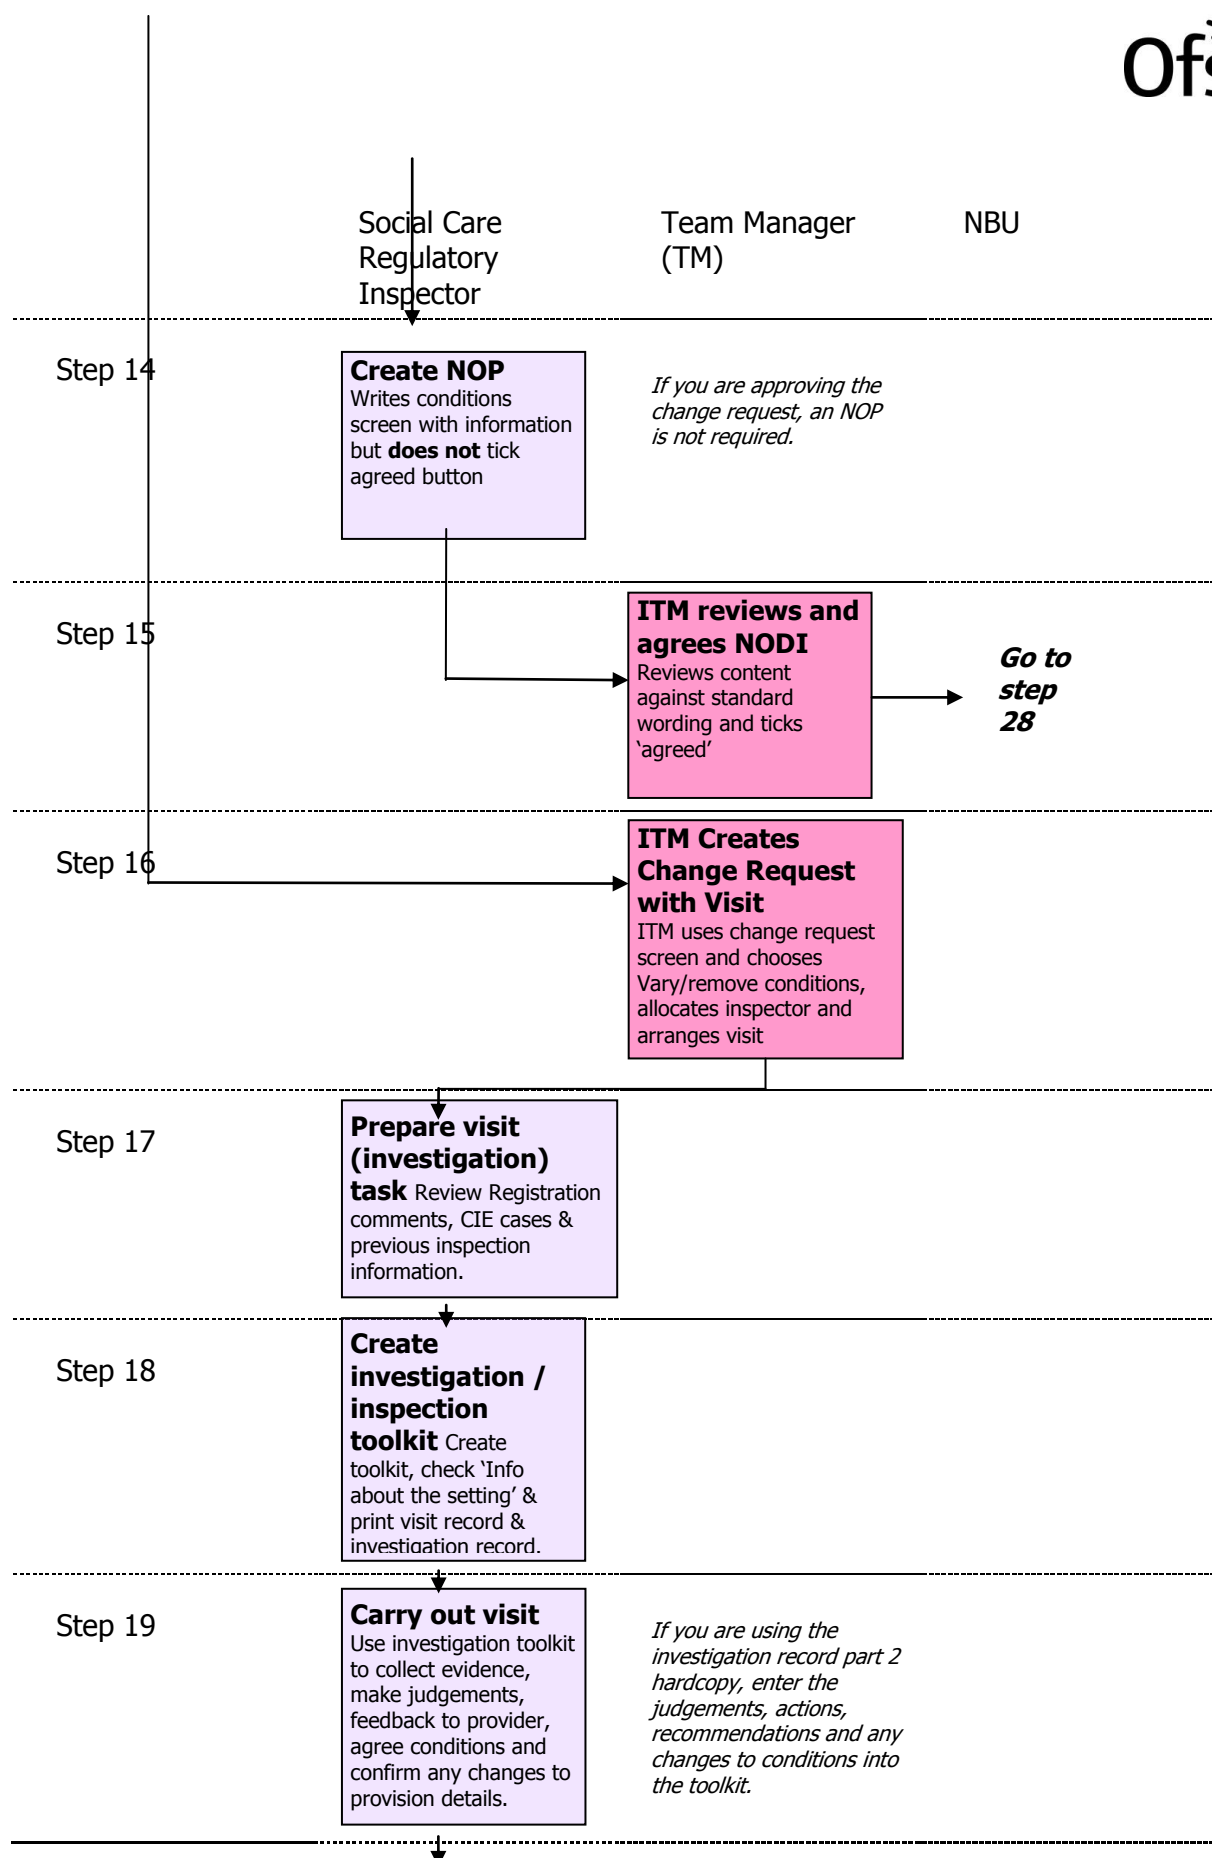 Ofs
Social Care
Regulatory
Inspector
Team Manager
(TM)
NBU
Step 14
Create NOP
Writes conditions
screen with information
but does not tick
agreed button
If you are approving the
change request, an NOP
is not required.
Step 15
ITM reviews and
agrees NODI
Reviews content
against standard
wording and ticks
‘agreed’
Go to
step
28
Step 16
ITM Creates
Change Request
with Visit
ITM uses change request
screen and chooses
Vary/remove conditions,
allocates inspector and
arranges visit
Step 17
Prepare visit
(investigation)
task Review Registration
comments, CIE cases &
previous inspection
information.
Step 18
Create
investigation /
inspection
toolkit Create
toolkit, check ‘Info
about the setting’ &
print visit record &
investigation record.
Step 19
Carry out visit
Use investigation toolkit
to collect evidence,
make judgements,
feedback to provider,
agree conditions and
confirm any changes to
provision details.
If you are using the
investigation record part 2
hardcopy, enter the
judgements, actions,
recommendations and any
changes to conditions into
the toolkit.